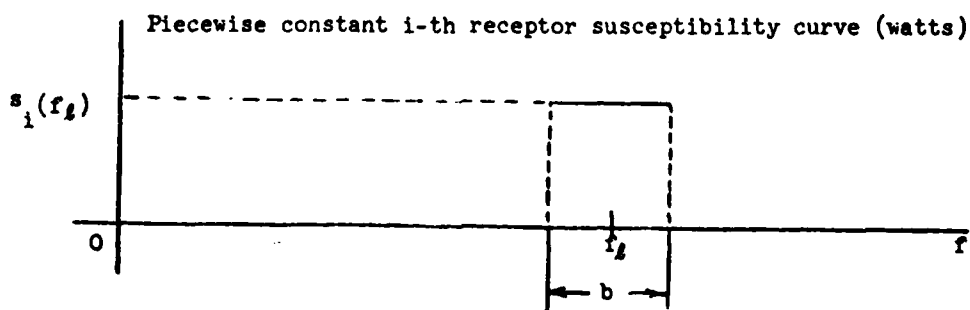 Piecewise constant i-th receptor susceptibility curve (watts)
s_i(f_ℓ)
0
f_ℓ
f
b